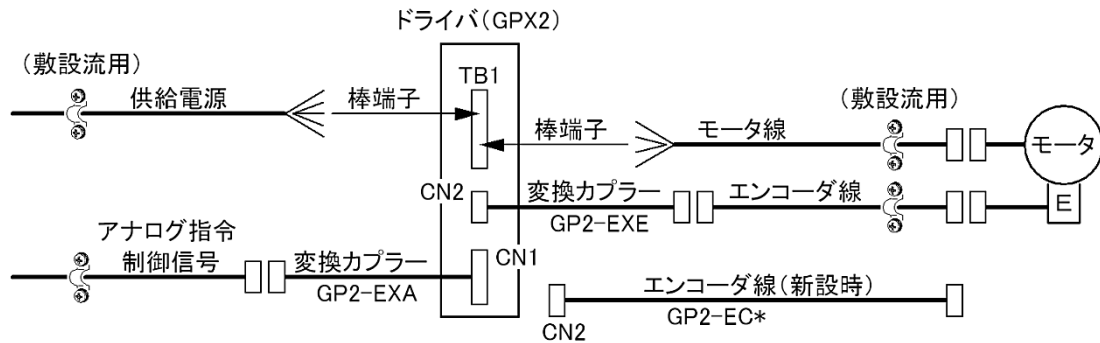 ドライバ(GPX2)
(敷設流用)
供給電源
棒端子
TB1
棒端子
モータ線
(敷設流用)
モータ
CN2
変換カプラー
GP2-EXE
エンコーダ線
E
アナログ指令
制御信号
変換カプラー
GP2-EXA
CN1
エンコーダ線(新設時)
GP2-EC*
CN2